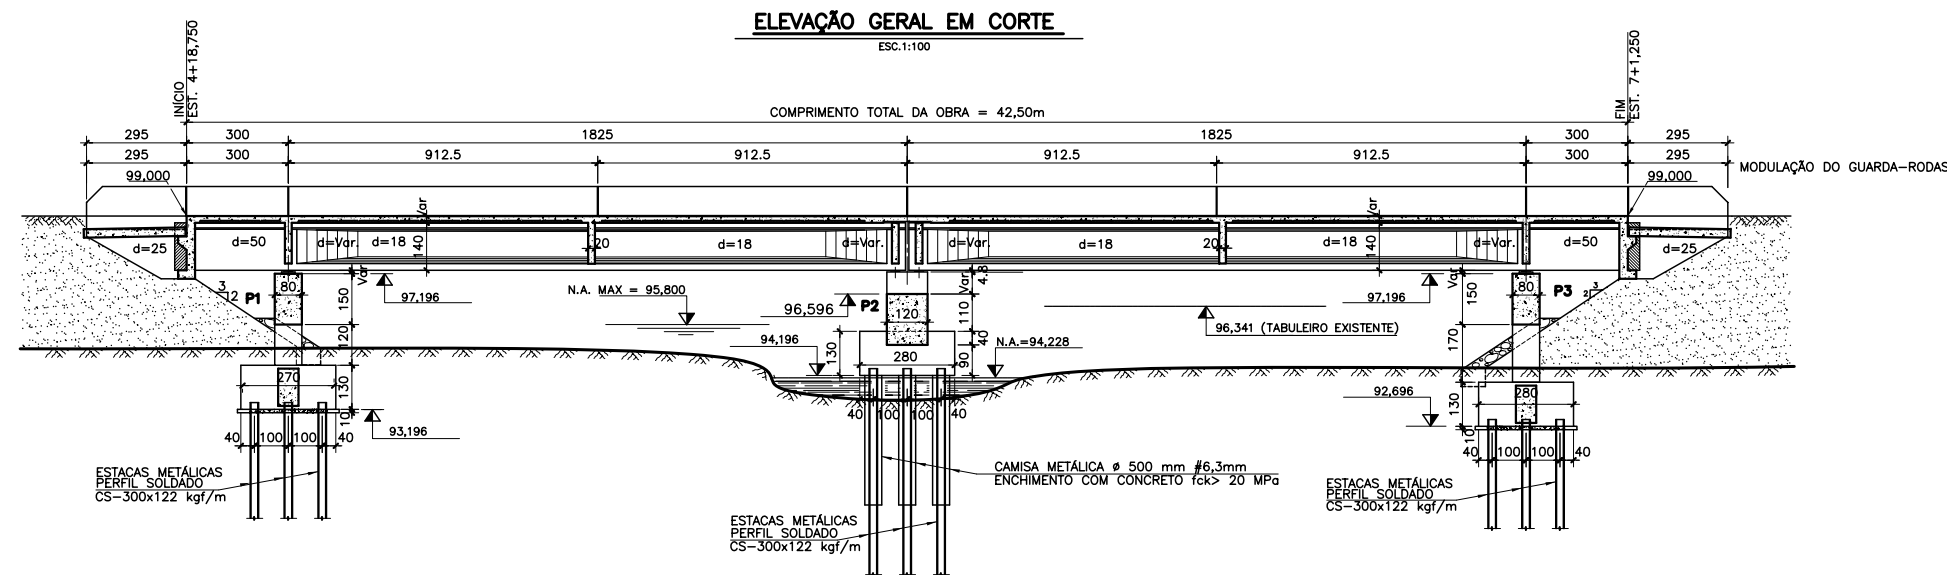 ELEVAÇÃO GERAL EM CORTE
ESC.1:100
INÍCIO
EST. 4+18,750
FIM
EST. 7+1,250
COMPRIMENTO TOTAL DA OBRA = 42,50m
295 300 1825 1825 300 295
295 300 912.5 912.5 912.5 912.5 300 295
MODULAÇÃO DO GUARDA-RODAS
99,000 99,000
Var Var
d=25 d=50 d=Var. d=18 140 20 d=18 d=Var. d=Var. d=18 20 d=18 140 d=Var. d=50 d=25
3
2
P1
80
Var
150
97,196
N.A. MAX = 95,800
96,596
P2
120
Var
4.8
110
40
96,341 (TABULEIRO EXISTENTE)
97,196
Var
150
80
P3
3
2
120
94,196
130
280
90
N.A.=94,228
170
270
130
10
93,196
92,696
130
10
280
40 100 100 40
40 100 100 40
40 100 100 40
ESTACAS METÁLICAS
PERFIL SOLDADO
CS-300x122 kgf/m
CAMISA METÁLICA ø 500 mm #6,3mm
ENCHIMENTO COM CONCRETO fck> 20 MPa
ESTACAS METÁLICAS
PERFIL SOLDADO
CS-300x122 kgf/m
ESTACAS METÁLICAS
PERFIL SOLDADO
CS-300x122 kgf/m